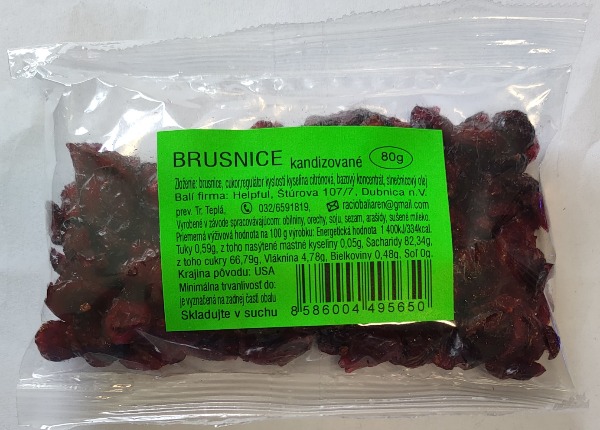 BRUSNICE kandizované 80g
Zloženie: brusnice, cukor,regulátor kyslosti kyselina citrónová, bazový koncentrát, slnečnicový olej
Balí firma: Helpful, Štúrova 107/7, Dubnica n.V.
prev. Tr. Teplá, 032/6591819, raciobaliaren@gmail.com
Vyrobené v závode spracovávajúcom: obilniny, orechy, soju, sezam, arašidy, sušené mlieko.
Priemerná výživová hodnota na 100 g výrobku: Energetická hodnota 1 400KJ/334kcal,
Tuky 0,59g, z toho nasýtené mastné kyseliny 0,05g, Sacharidy 82,34g,
z toho cukry 66,79g, Vláknina 4,78g, Bielkoviny 0,48g, Soľ 0g.
Krajina pôvodu: USA
Minimálna trvanlivosť do:
je vyznačená na zadnej časti obalu
Skladujte v suchu
8 586004 495650